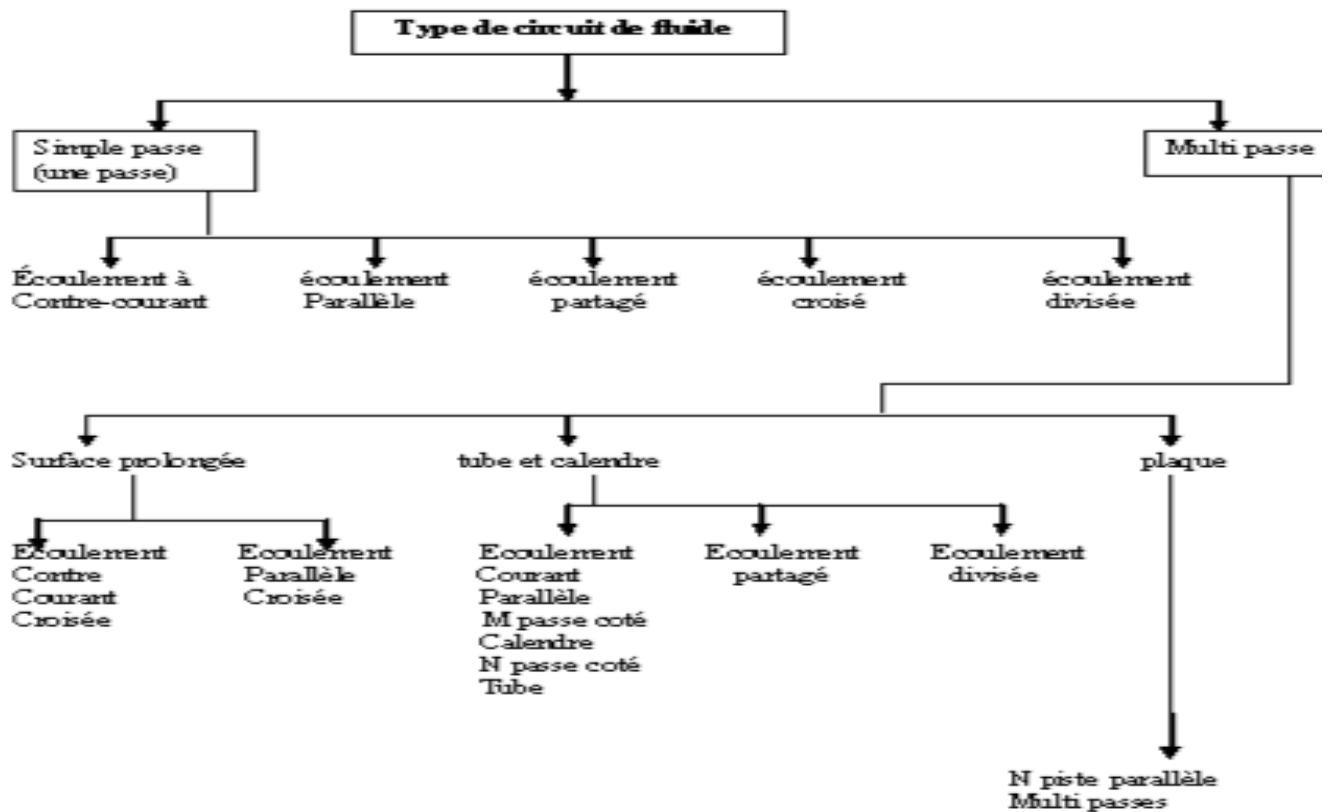 Type de circuit de fluide
Simple passe
(une passe)
Multi passe
Écoulement à
Contre-courant
écoulement
Parallèle
écoulement
partagé
écoulement
croisé
écoulement
divisée
Surface prolongée
tube et calendre
plaque
Ecoulement
Contre
Courant
Croisée
Ecoulement
Parallèle
Croisée
Ecoulement
Courant
Parallèle
M passe coté
Calendre
N passe coté
Tube
Ecoulement
partagé
Ecoulement
divisée
N piste parallèle
Multi passes